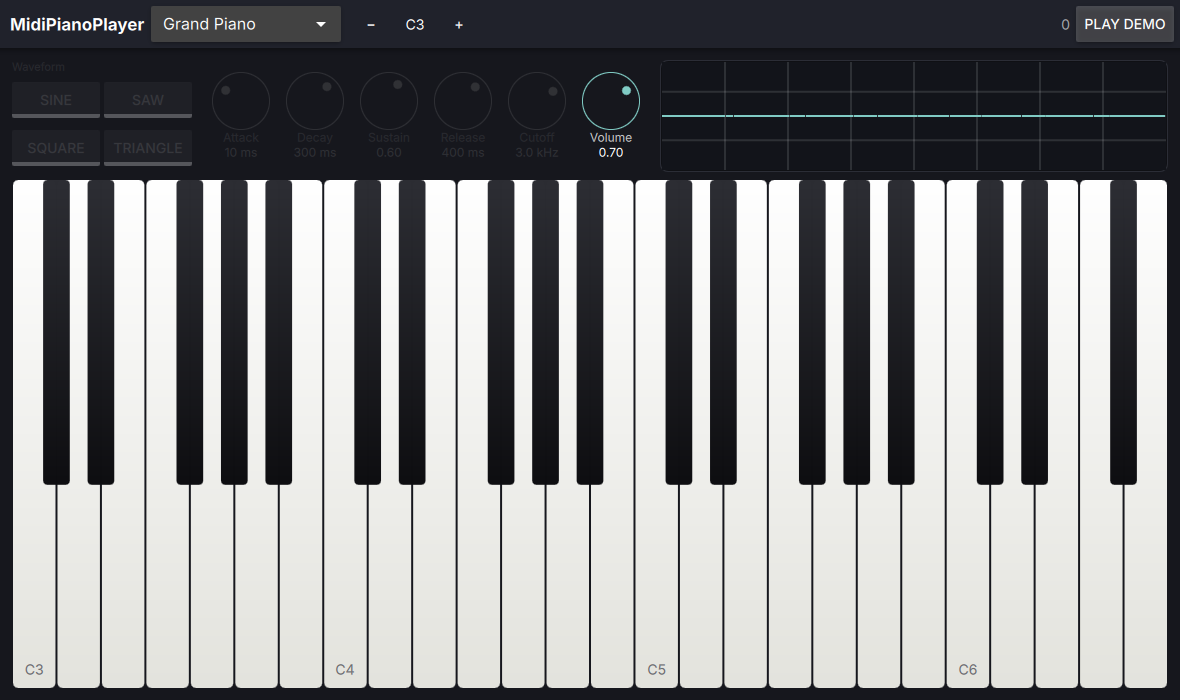 MidiPianoPlayer Grand Piano - C3 + 0 PLAY DEMO
Waveform
SINE SAW
SQUARE TRIANGLE
Attack Decay Sustain Release Cutoff Volume
10 ms 300 ms 0.60 400 ms 3.0 kHz 0.70
C3 C4 C5 C6